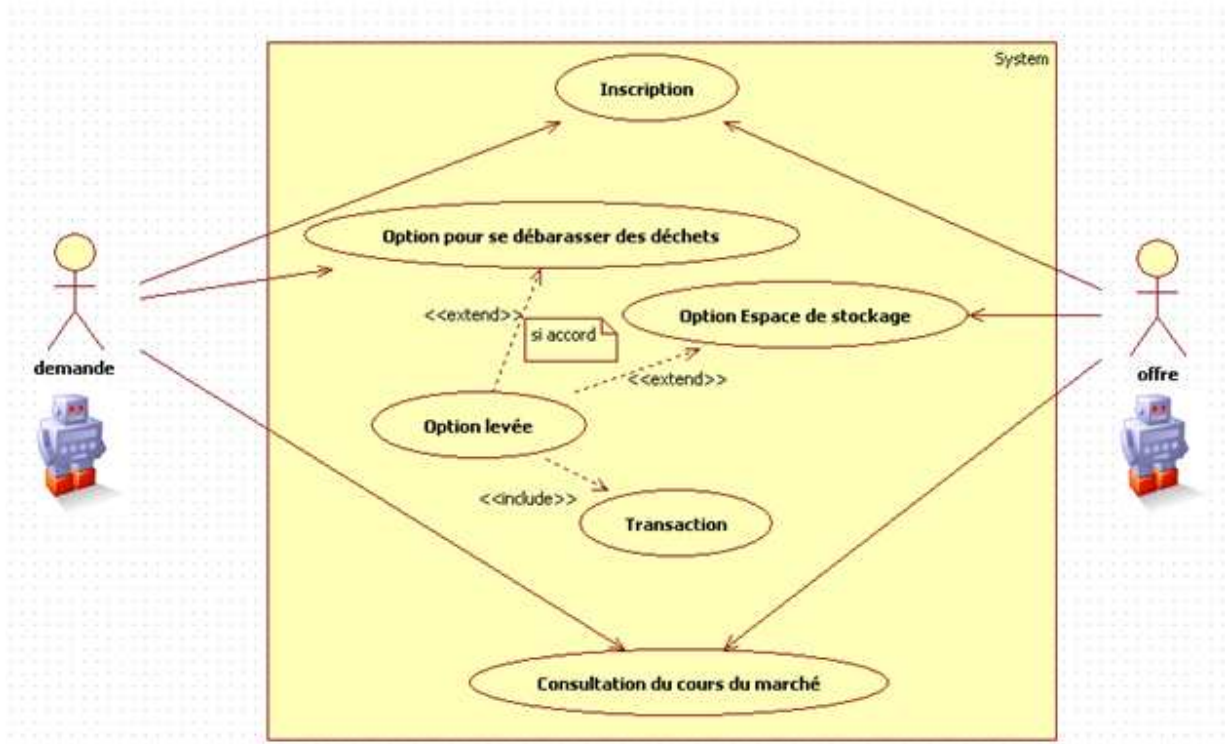 System
Inscription
Option pour se débarasser des déchets
<<extend>>
si accord
Option Espace de stockage
<<extend>>
demande
offre
Option levée
<<include>>
Transaction
Consultation du cours du marché